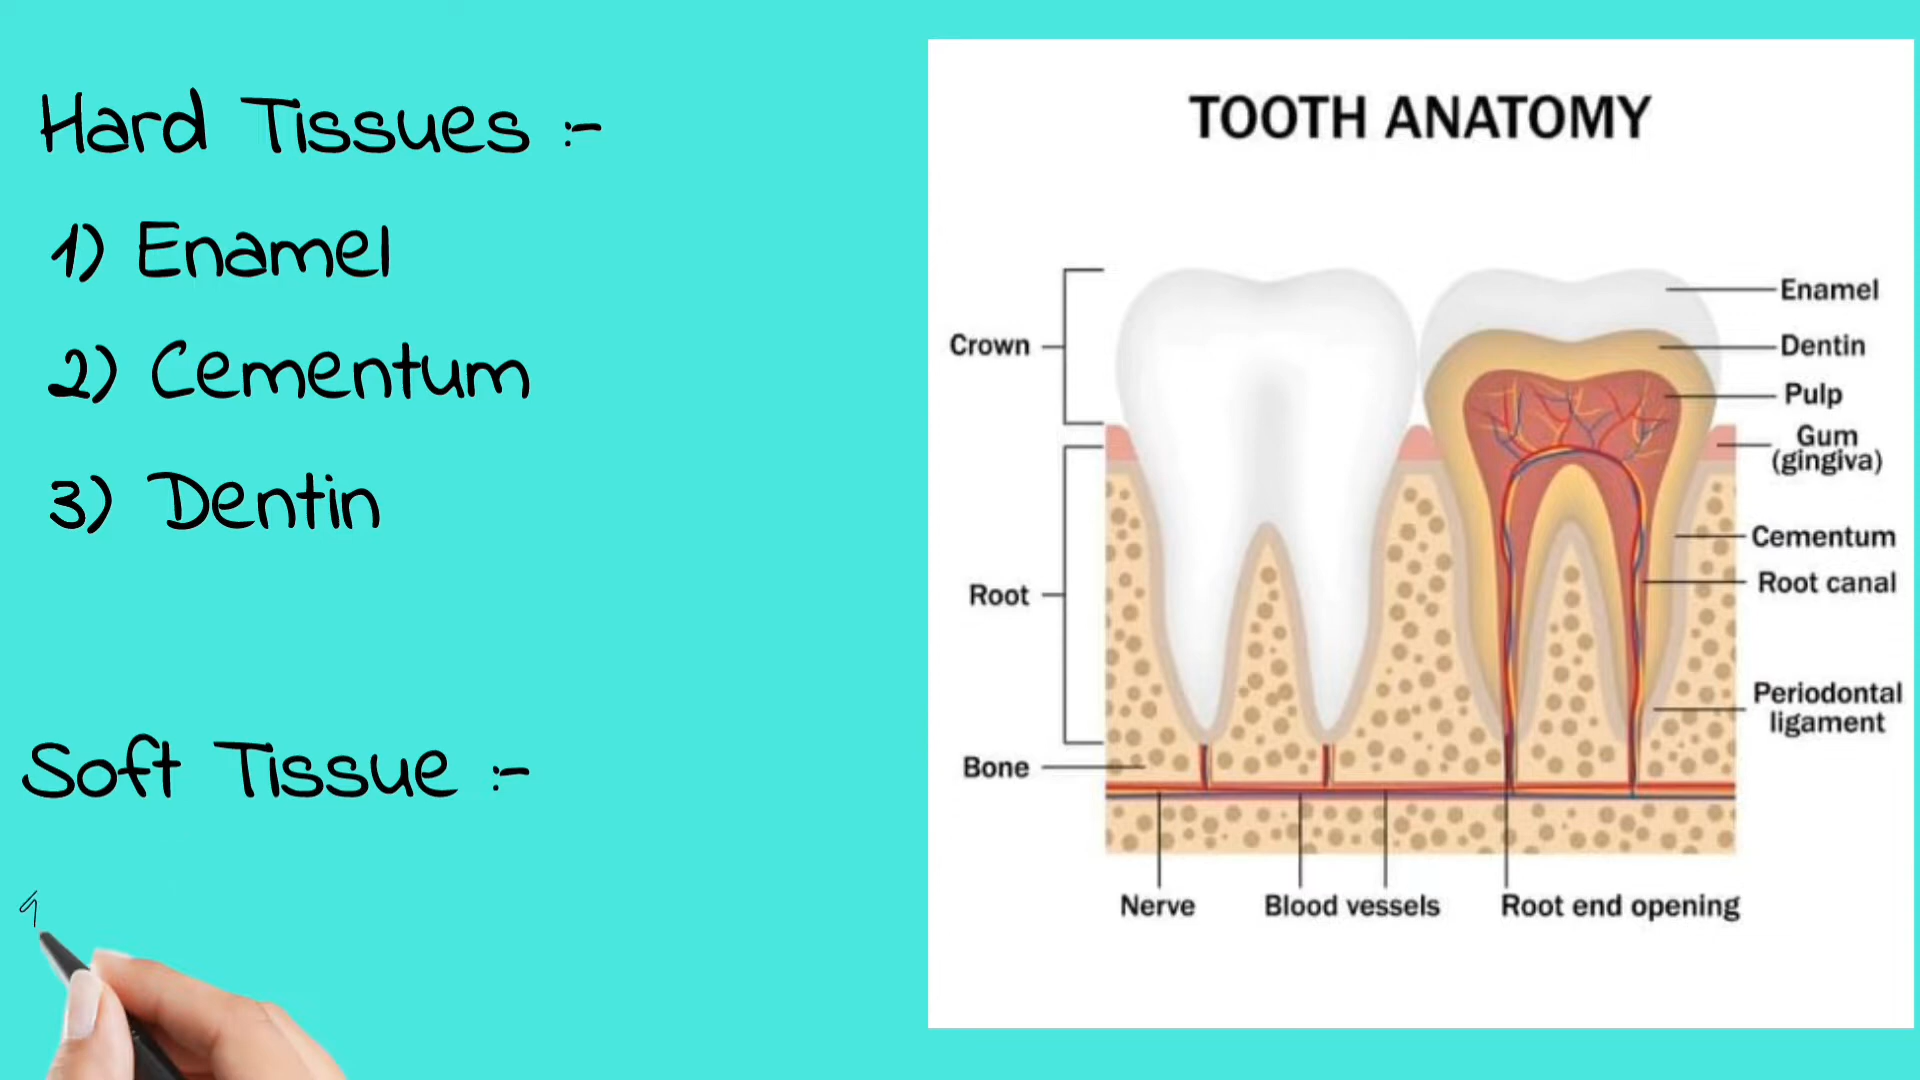 Hard Tissues :-
1) Enamel
2) Cementum
3) Dentin
Soft Tissue :-
TOOTH ANATOMY
Crown
Root
Bone
Enamel
Dentin
Pulp
Gum
(gingiva)
Cementum
Root canal
Periodontal
ligament
Nerve
Blood vessels
Root end opening